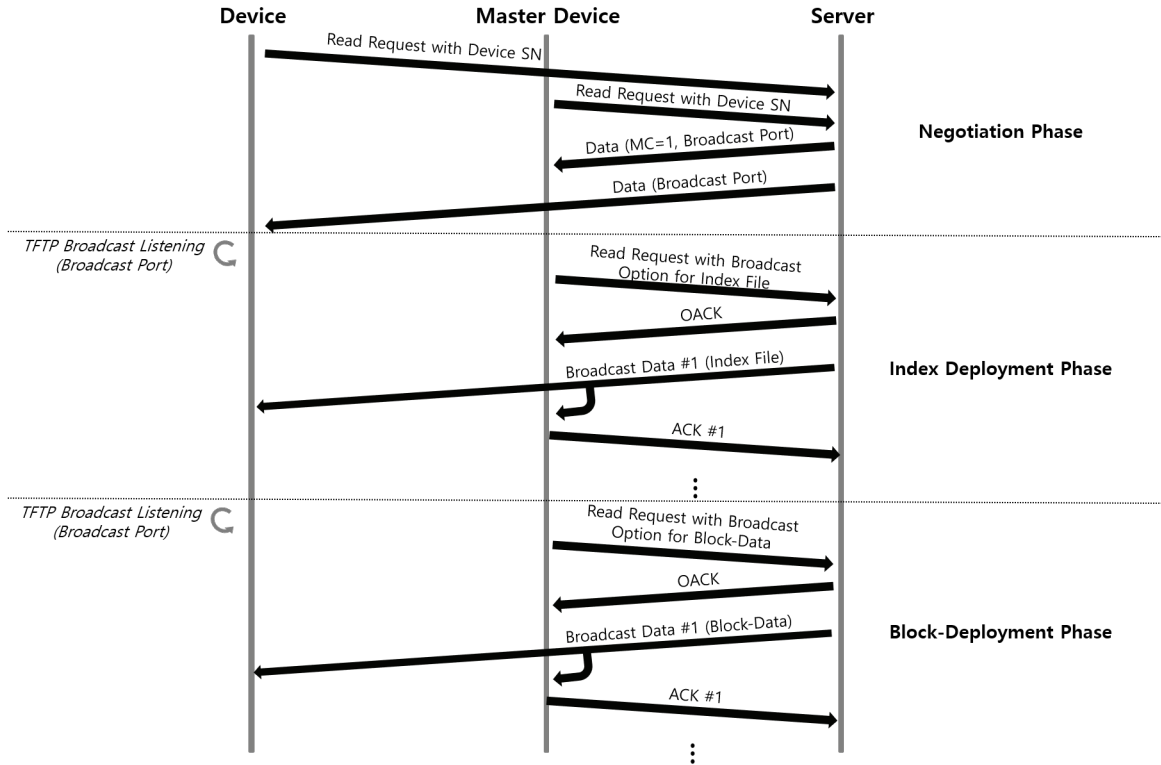 Device
Master Device
Server
Read Request with Device SN
Read Request with Device SN
Negotiation Phase
Data (MC=1, Broadcast Port)
Data (Broadcast Port)
TFTP Broadcast Listening
(Broadcast Port)
Read Request with Broadcast
Option for Index File
OACK
Broadcast Data #1 (Index File)
Index Deployment Phase
ACK #1
TFTP Broadcast Listening
(Broadcast Port)
Read Request with Broadcast
Option for Block-Data
OACK
Broadcast Data #1 (Block-Data)
Block-Deployment Phase
ACK #1